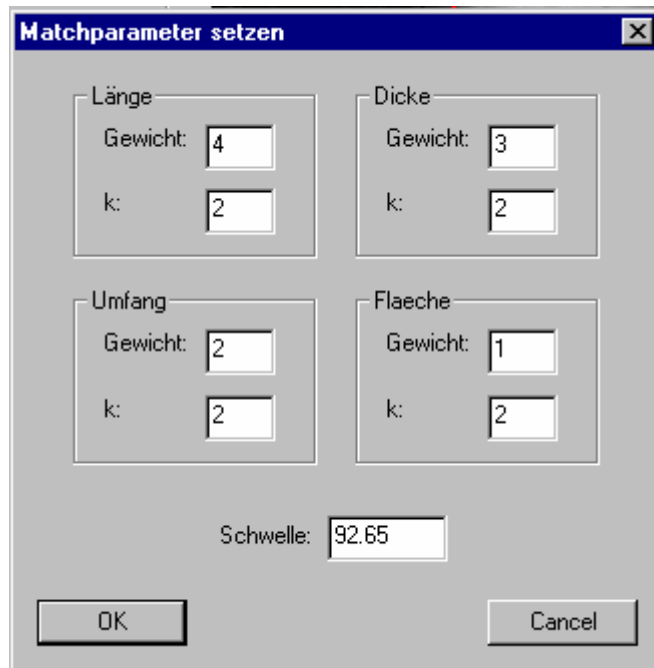 Matchparameter setzen
Länge
Gewicht: 4
k: 2
Dicke
Gewicht: 3
k: 2
Umfang
Gewicht: 2
k: 2
Flaeche
Gewicht: 1
k: 2
Schwelle: 92.65
OK
Cancel